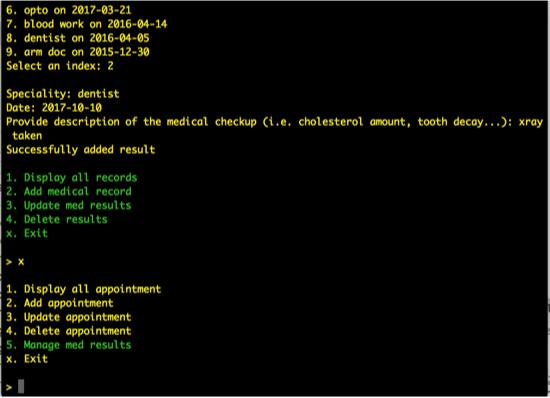 6. opto on 2017-03-21
7. blood work on 2016-04-14
8. dentist on 2016-04-05
9. arm doc on 2015-12-30
Select an index: 2
Speciality: dentist
Date: 2017-10-10
Provide description of the medical checkup (i.e. cholesterol amount, tooth decay...): xray
taken
Successfully added result
1. Display all records
2. Add medical record
3. Update med results
4. Delete results
x. Exit
> x
1. Display all appointment
2. Add appointment
3. Update appointment
4. Delete appointment
5. Manage med results
x. Exit
>